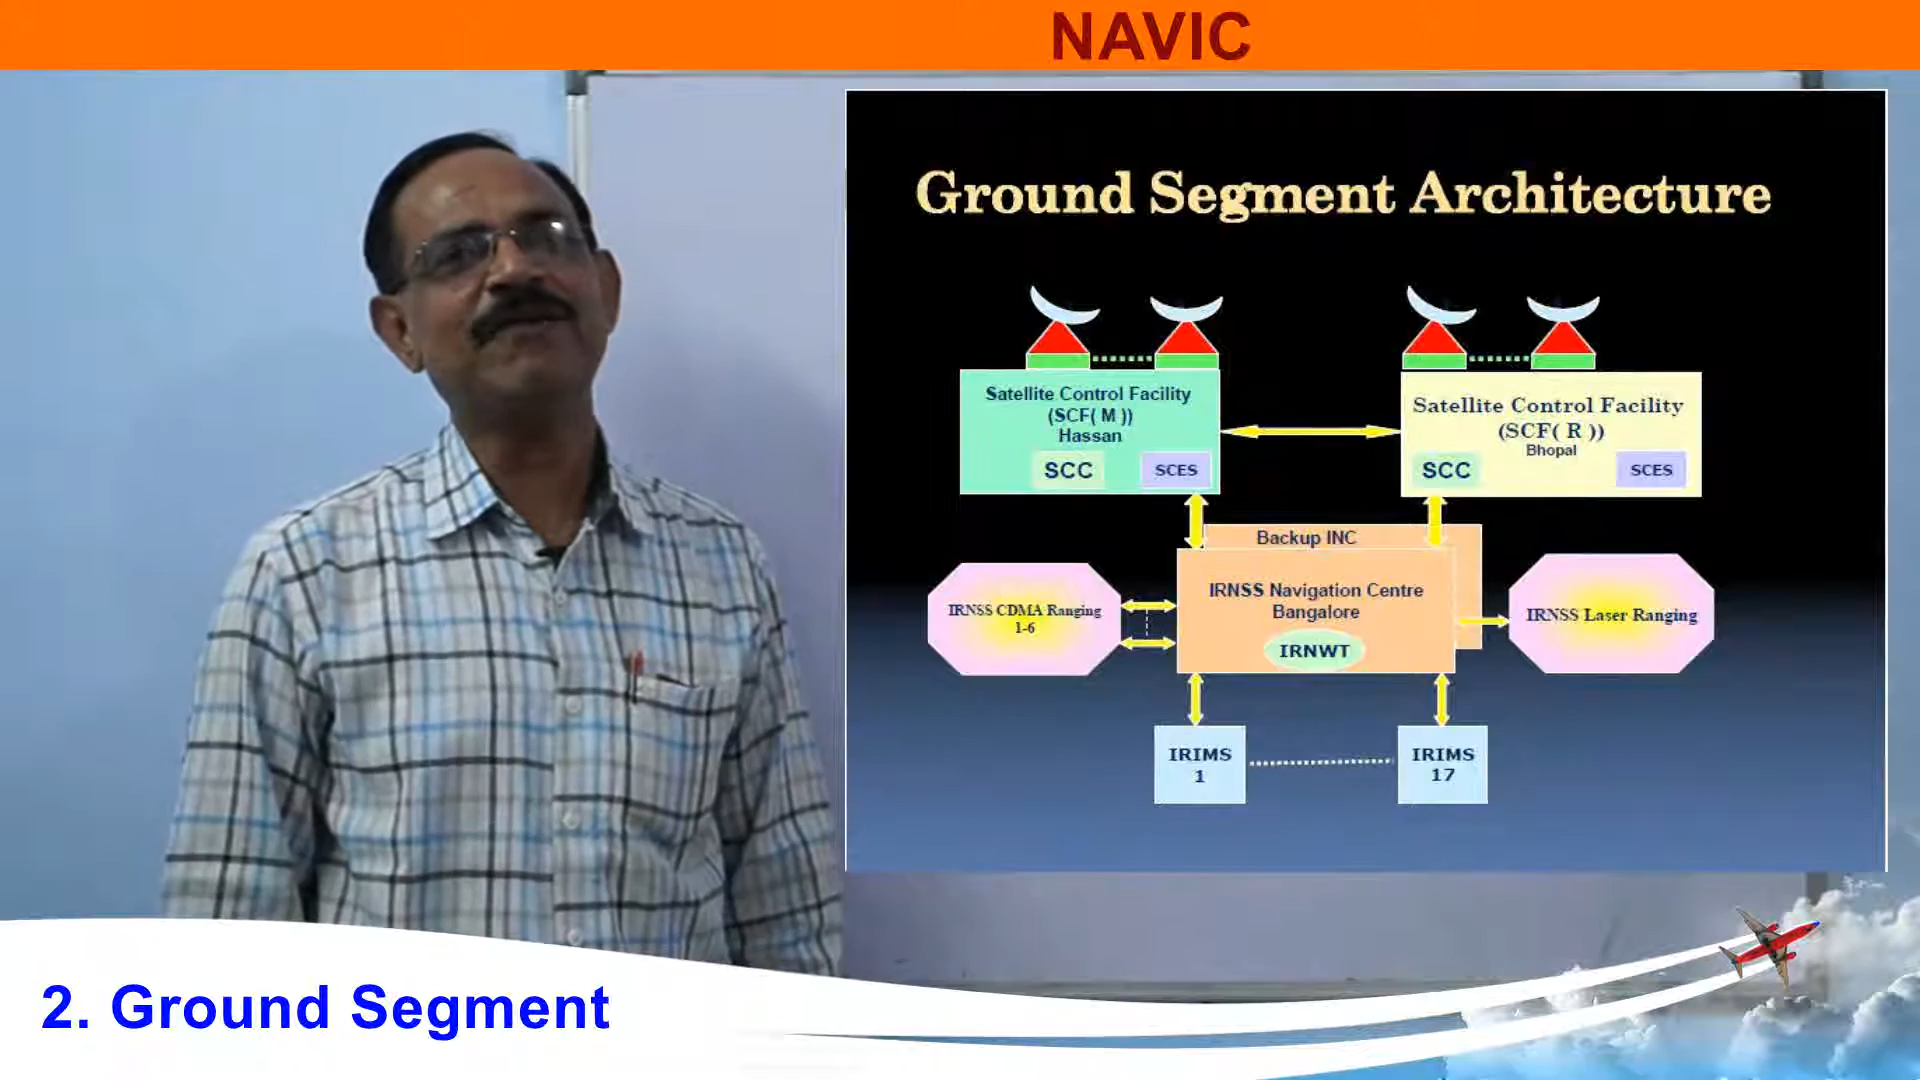 NAVIC
Ground Segment Architecture
Satellite Control Facility
(SCF( M ))
Hassan
SCC
SCES
Satellite Control Facility
(SCF( R ))
Bhopal
SCC
SCES
Backup INC
IRNSS CDMA Ranging
1-6
IRNSS Navigation Centre
Bangalore
IRNWT
IRNSS Laser Ranging
IRIMS
1
IRIMS
17
2. Ground Segment